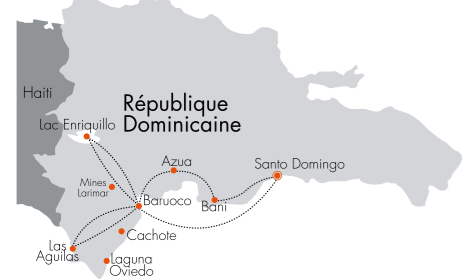 Haiti
République
Dominicaine
Lac Enriquillo
Azua
Santo Domingo
Mines
Larimar
Baruoco
Bani
Cachote
Las
Aguilas
Laguna
Oviedo